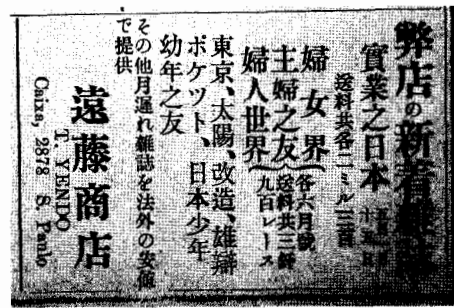 弊店の新着雑誌
實業之日本
送料共各二ミル三百
婦女界
主婦之友
婦人世界
各六月號
送料共三ミル
九百レース
東京、太陽、改造、雄辯
ポケツト、日本少年
幼年之友
その他月遅れ雑誌を法外の安値
で提供
遠藤商店
T. YENDO
Caixa, 2878 S. Paulo